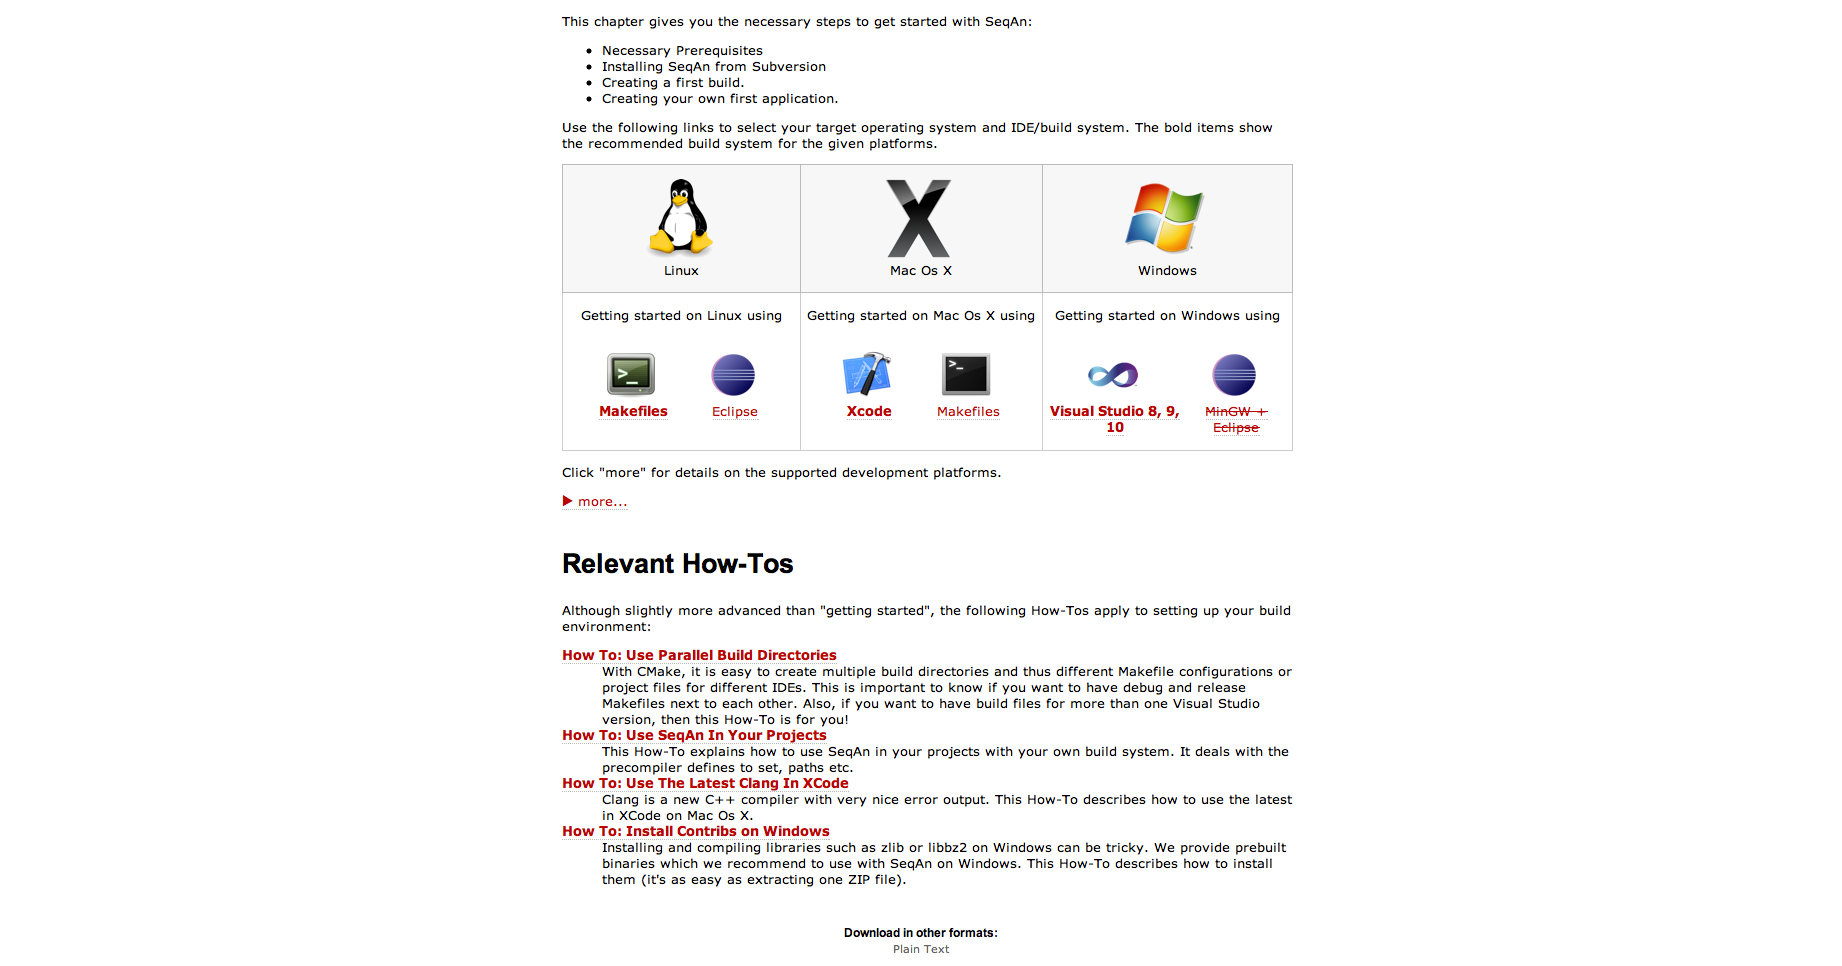 This chapter gives you the necessary steps to get started with SeqAn:
• Necessary Prerequisites
• Installing SeqAn from Subversion
• Creating a first build.
• Creating your own first application.
Use the following links to select your target operating system and IDE/build system. The bold items show
the recommended build system for the given platforms.
Linux
Mac Os X
Windows
Getting started on Linux using
Getting started on Mac Os X using
Getting started on Windows using
Makefiles
Eclipse
Xcode
Makefiles
Visual Studio 8, 9,
10
MinGW +
Eclipse
Click "more" for details on the supported development platforms.
▶ more...
Relevant How-Tos
Although slightly more advanced than "getting started", the following How-Tos apply to setting up your build
environment:
How To: Use Parallel Build Directories
With CMake, it is easy to create multiple build directories and thus different Makefile configurations or
project files for different IDEs. This is important to know if you want to have debug and release
Makefiles next to each other. Also, if you want to have build files for more than one Visual Studio
version, then this How-To is for you!
How To: Use SeqAn In Your Projects
This How-To explains how to use SeqAn in your projects with your own build system. It deals with the
precompiler defines to set, paths etc.
How To: Use The Latest Clang In XCode
Clang is a new C++ compiler with very nice error output. This How-To describes how to use the latest
in XCode on Mac Os X.
How To: Install Contribs on Windows
Installing and compiling libraries such as zlib or libbz2 on Windows can be tricky. We provide prebuilt
binaries which we recommend to use with SeqAn on Windows. This How-To describes how to install
them (it's as easy as extracting one ZIP file).
Download in other formats:
Plain Text